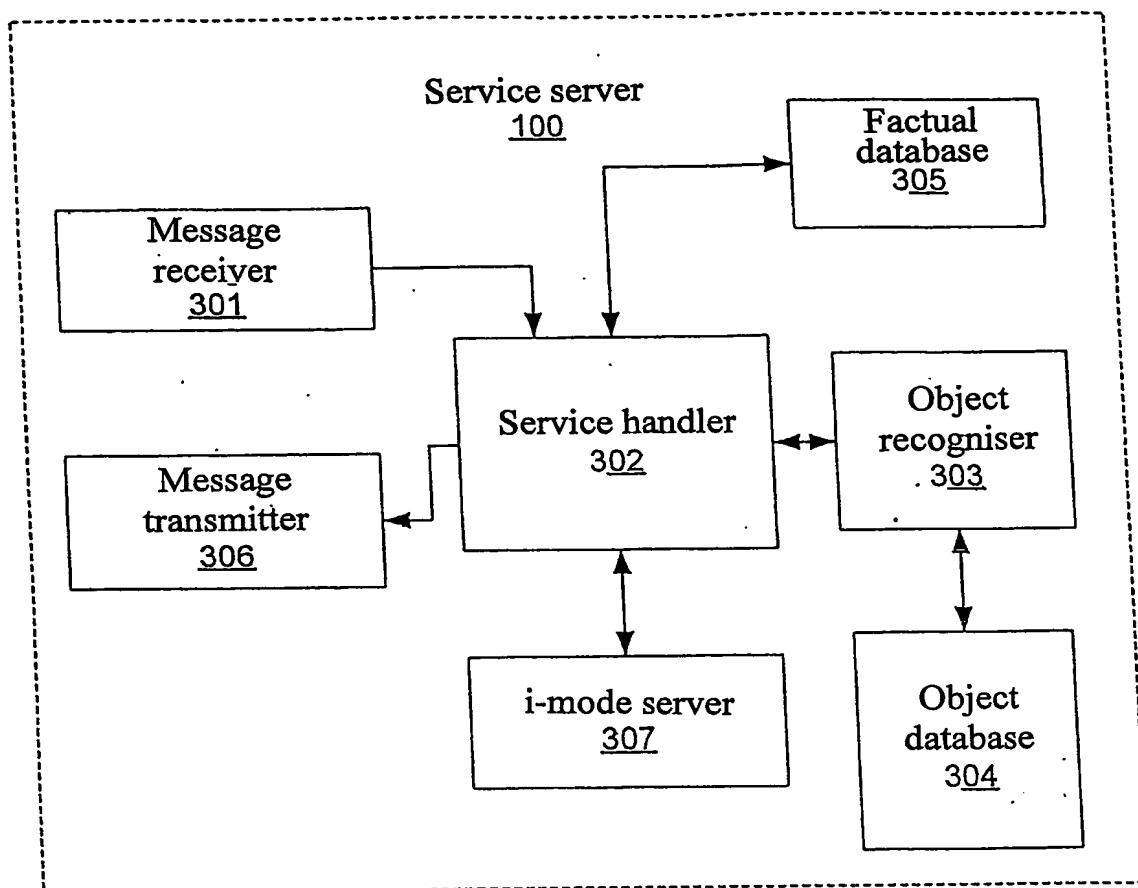 Service server
100
Factual
database
305
Message
receiver
301
Service handler
302
Object
recogniser
303
Message
transmitter
306
i-mode server
307
Object
database
304